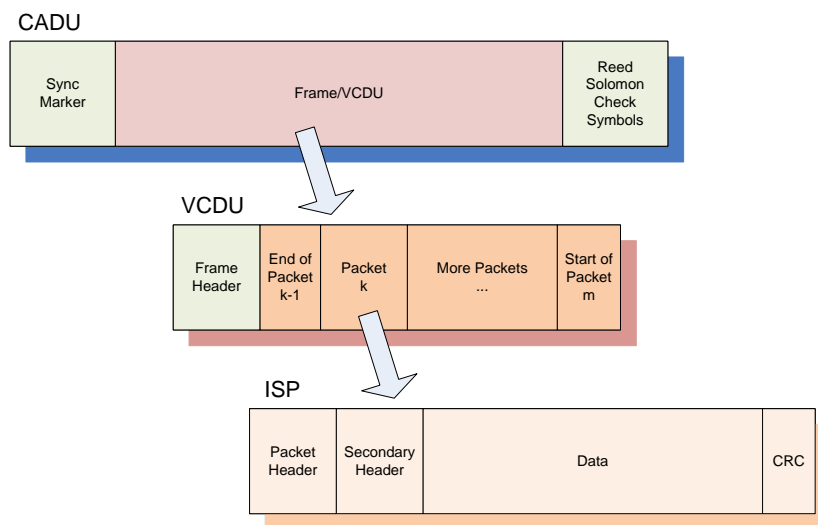 CADU
Sync
Marker
Frame/VCDU
Reed
Solomon
Check
Symbols
VCDU
Frame
Header
End of
Packet
k-1
Packet
k
More Packets
...
Start of
Packet
m
ISP
Packet
Header
Secondary
Header
Data
CRC